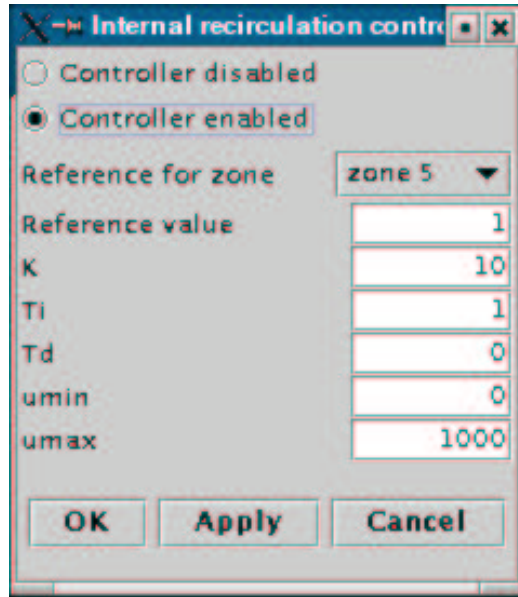 Internal recirculation contr
Controller disabled
Controller enabled
Reference for zone zone 5
Reference value 1
K 10
Ti 1
Td 0
umin 0
umax 1000
OK Apply Cancel